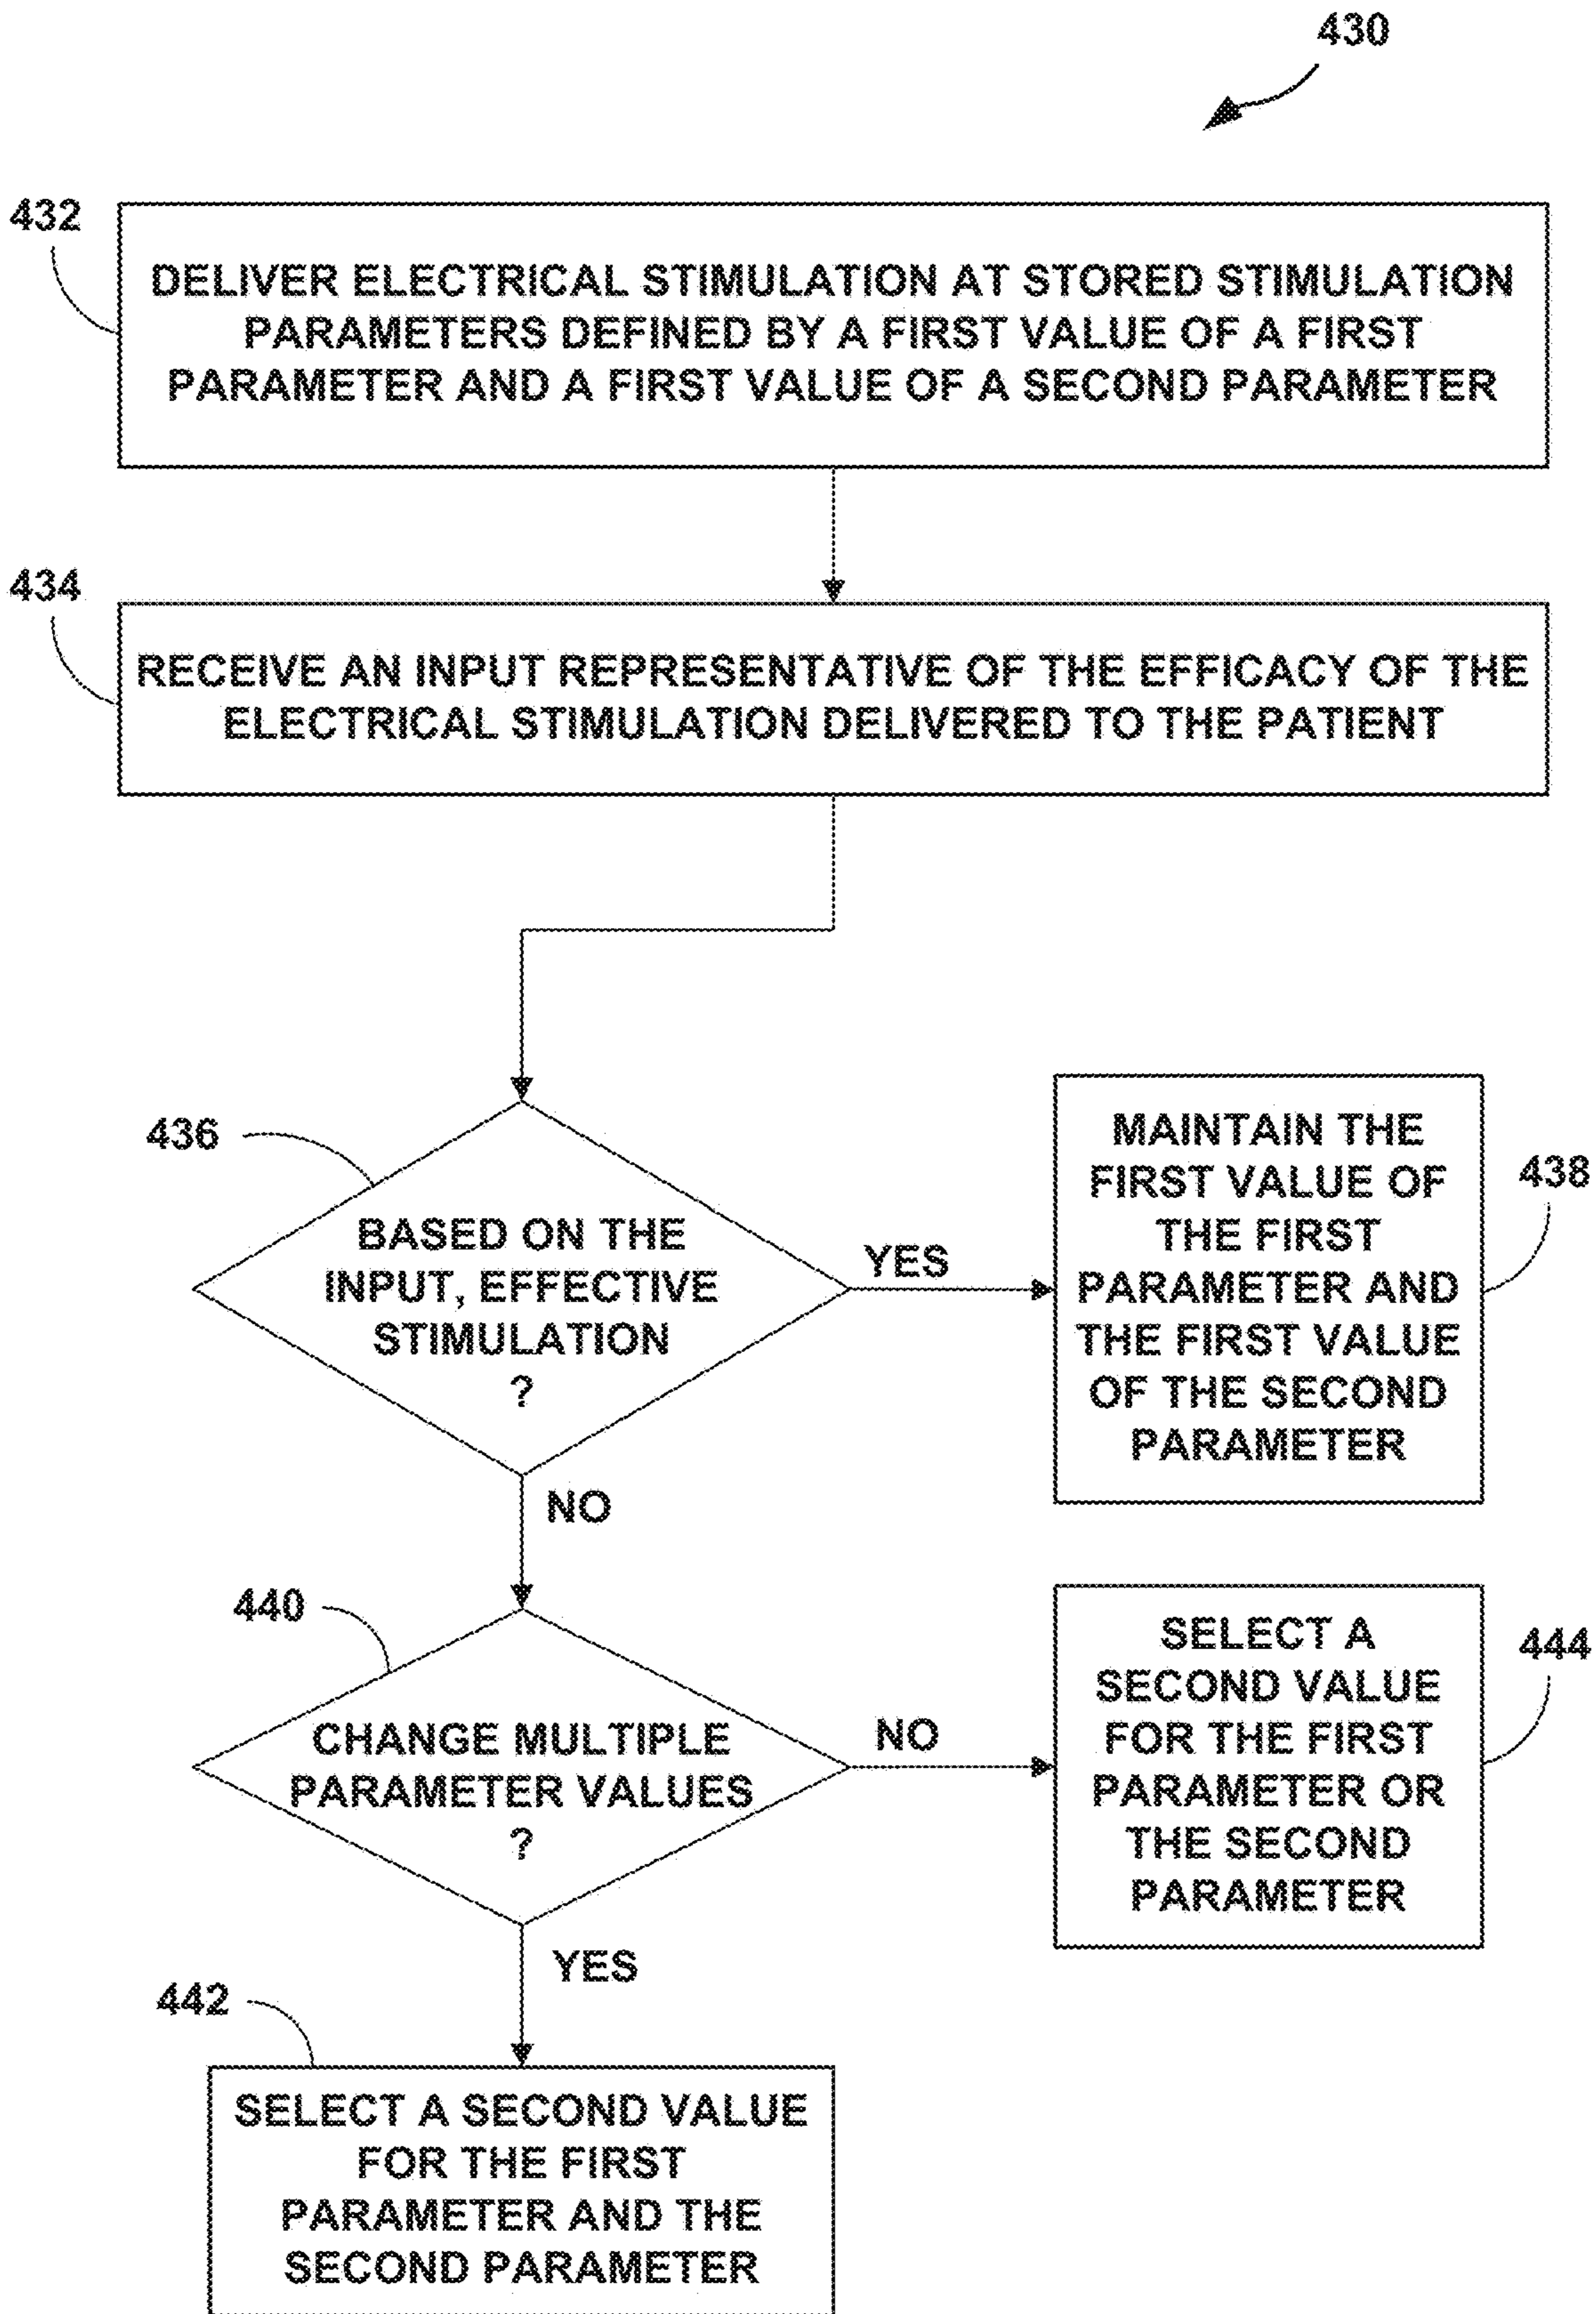 430
432
DELIVER ELECTRICAL STIMULATION AT STORED STIMULATION
PARAMETERS DEFINED BY A FIRST VALUE OF A FIRST
PARAMETER AND A FIRST VALUE OF A SECOND PARAMETER
434
RECEIVE AN INPUT REPRESENTATIVE OF THE EFFICACY OF THE
ELECTRICAL STIMULATION DELIVERED TO THE PATIENT
436
BASED ON THE
INPUT, EFFECTIVE
STIMULATION
?
YES
MAINTAIN THE
FIRST VALUE OF
THE FIRST
PARAMETER AND
THE FIRST VALUE
OF THE SECOND
PARAMETER
438
NO
440
CHANGE MULTIPLE
PARAMETER VALUES
?
NO
SELECT A
SECOND VALUE
FOR THE FIRST
PARAMETER OR
THE SECOND
PARAMETER
444
YES
442
SELECT A SECOND VALUE
FOR THE FIRST
PARAMETER AND THE
SECOND PARAMETER